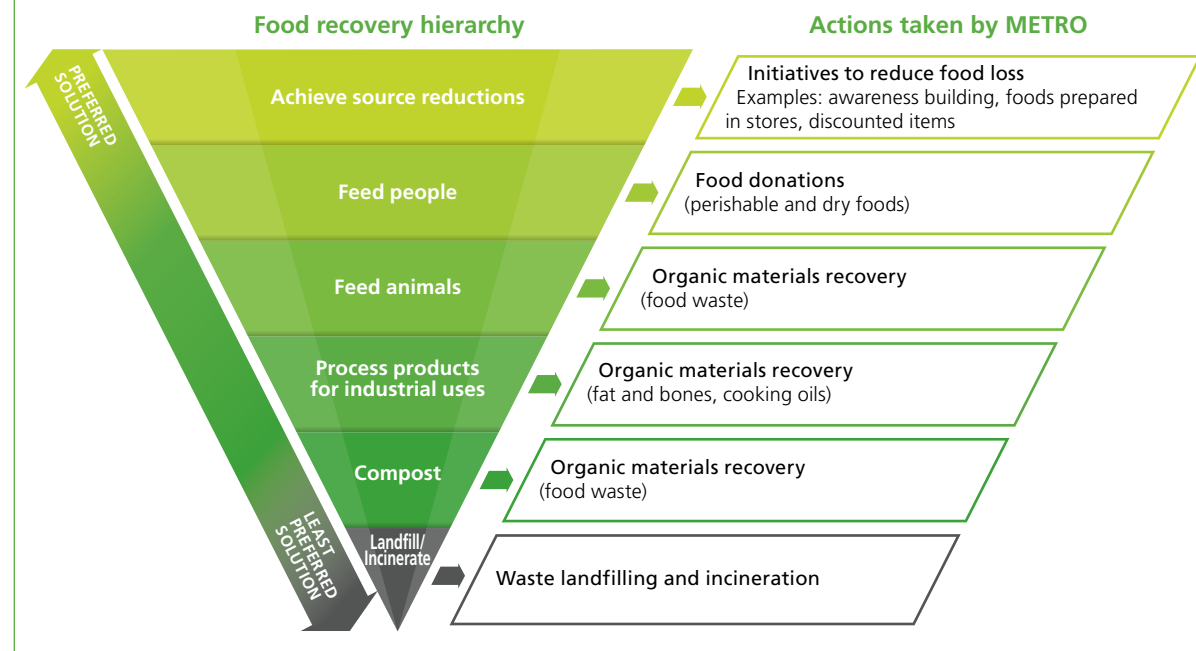 Food recovery hierarchy
Actions taken by METRO
PREFERRED
SOLUTION
Achieve source reductions
Initiatives to reduce food loss
Examples: awareness building, foods prepared
in stores, discounted items
Feed people
Food donations
(perishable and dry foods)
Feed animals
Organic materials recovery
(food waste)
Process products
for industrial uses
Organic materials recovery
(fat and bones, cooking oils)
Compost
Organic materials recovery
(food waste)
LEAST
PREFERRED
SOLUTION
Landfill/
Incinerate
Waste landfilling and incineration